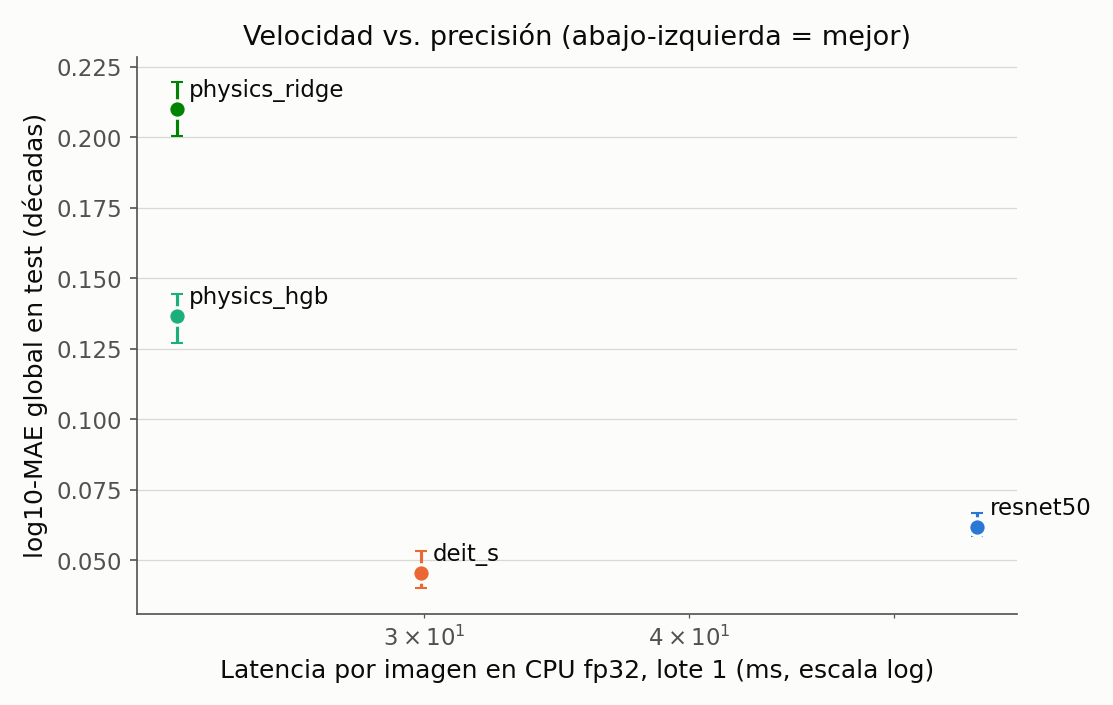 Velocidad vs. precisión (abajo-izquierda = mejor)
log10-MAE global en test (décadas)
0.225
0.200
0.175
0.150
0.125
0.100
0.075
0.050
physics_ridge
physics_hgb
deit_s
resnet50
3 × 10¹
4 × 10¹
Latencia por imagen en CPU fp32, lote 1 (ms, escala log)